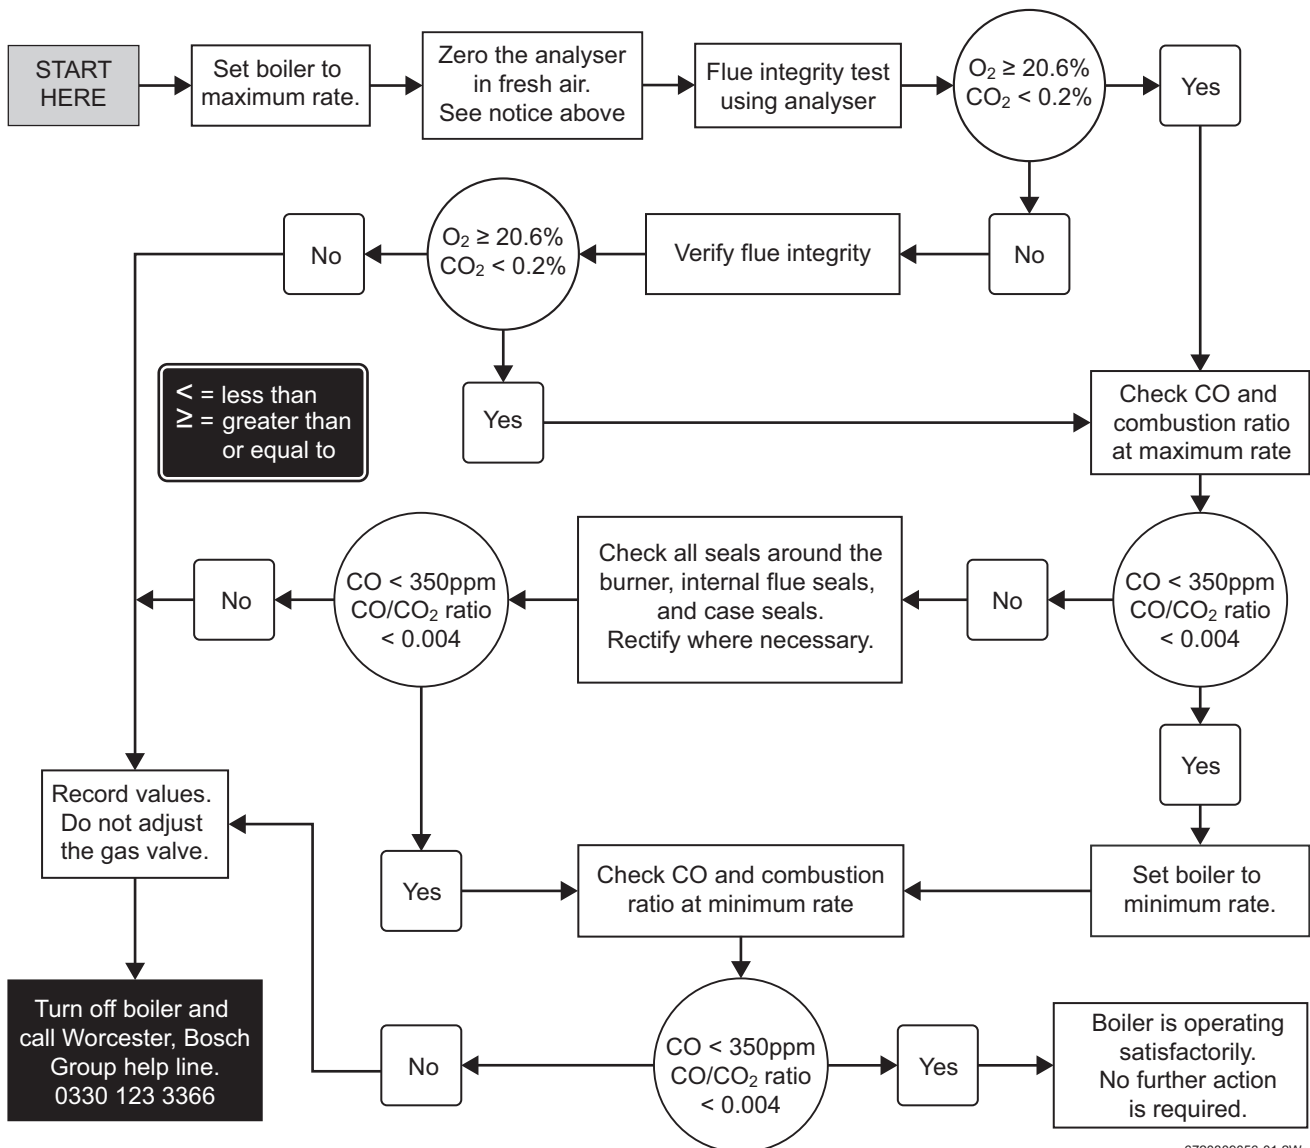 START
HERE
Set boiler to
maximum rate.
Zero the analyser
in fresh air.
See notice above
Flue integrity test
using analyser
O₂ ≥ 20.6%
CO₂ < 0.2%
Yes
No
Verify flue integrity
O₂ ≥ 20.6%
CO₂ < 0.2%
No
Yes
< = less than
≥ = greater than
or equal to
Check CO and
combustion ratio
at maximum rate
CO < 350ppm
CO/CO₂ ratio
< 0.004
No
Check all seals around the
burner, internal flue seals,
and case seals.
Rectify where necessary.
CO < 350ppm
CO/CO₂ ratio
< 0.004
No
Yes
Set boiler to
minimum rate.
Yes
Check CO and combustion
ratio at minimum rate
Record values.
Do not adjust
the gas valve.
CO < 350ppm
CO/CO₂ ratio
< 0.004
No
Yes
Boiler is operating
satisfactorily.
No further action
is required.
Turn off boiler and
call Worcester, Bosch
Group help line.
0330 123 3366